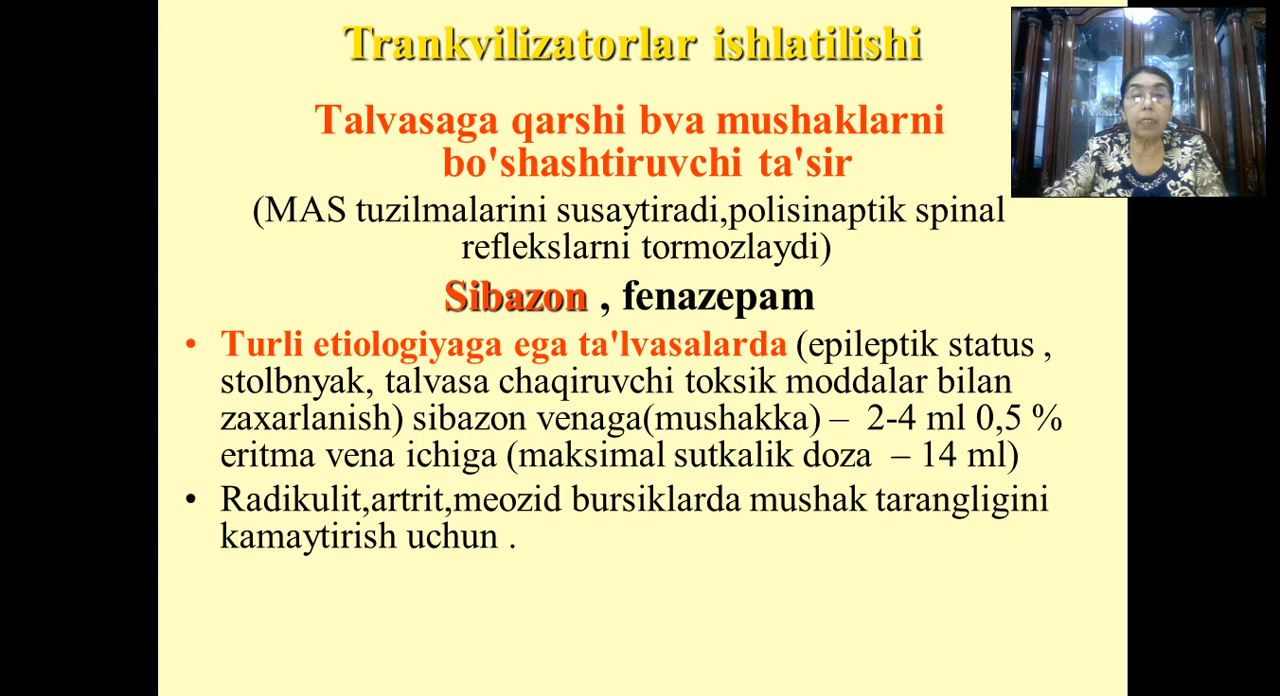 Trankvilizatorlar ishlatilishi
Talvasaga qarshi bva mushaklarni
bo'shashtiruvchi ta'sir
(MAS tuzilmalarini susaytiradi,polisinaptik spinal
reflekslarni tormozlaydi)
Sibazon , fenazepam
• Turli etiologiyaga ega ta'lvasalarda (epileptik status ,
stolbnyak, talvasa chaqiruvchi toksik moddalar bilan
zaxarlanish) sibazon venaga(mushakka) – 2-4 ml 0,5 %
eritma vena ichiga (maksimal sutkalik doza – 14 ml)
• Radikulit,artrit,meozid bursiklarda mushak tarangligini
kamaytirish uchun .